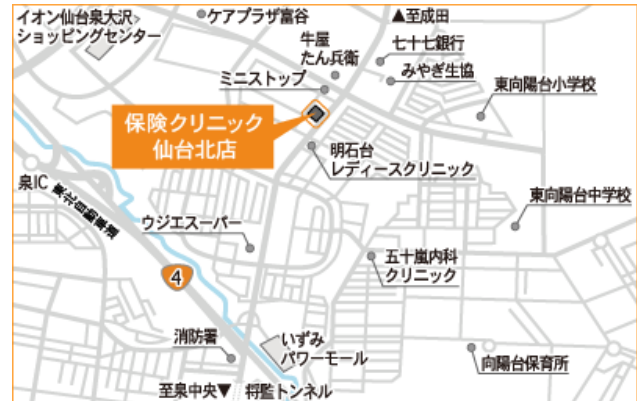 イオン仙台泉大沢
ショッピングセンター
ケアプラザ富谷
▲至成田
牛屋
たん兵衛
七十七銀行
みやぎ生協
ミニストップ
東向陽台小学校
保険クリニック
仙台北店
明石台
レディースクリニック
泉IC
東北自動車道
東向陽台中学校
ウジエスーパー
五十嵐内科
クリニック
4
消防署
いずみ
パワーモール
向陽台保育所
至泉中央▼
将監トンネル